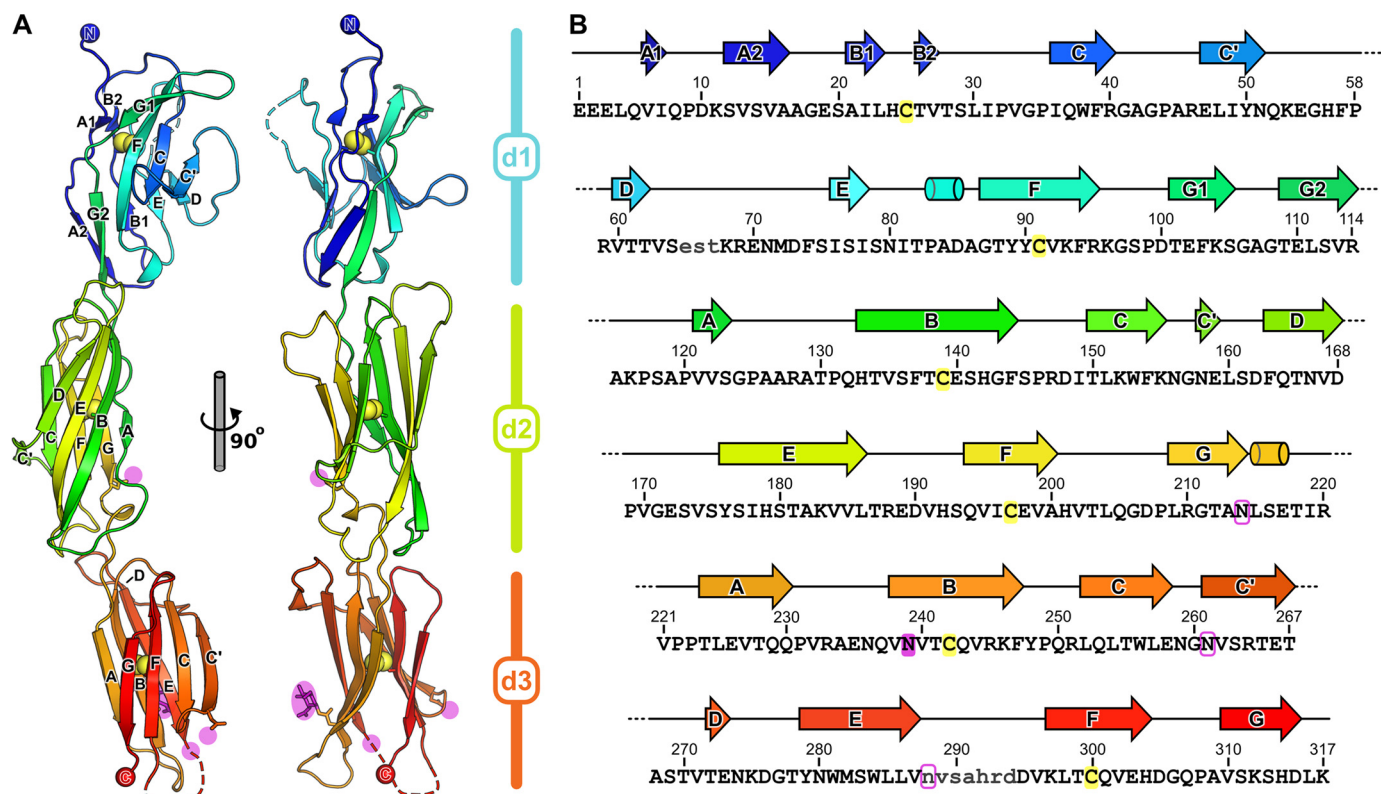 A
N
N
B2
G1
A1
F
C
C'
D
E
G2
B1
A2
D
E
B
A
C
F
G
C'
90°
D
G
F
C
C'
A
B
E
C
C
d1
d2
d3
B
A1 A2 B1 B2 C C'
1 10 20 30 40 50 58
EEELQVIQPDKSVSVAAGESAILHCTVTSLIPVGPIQWFRGAGPARELIYNQKEGHFP
D E F G1 G2
60 70 80 90 100 110 114
RVTTVSestKRENMDFSISISNITPADAGTYYCVKFRKGSPDTEFKSGAGTELSVR
A B C C' D
120 130 140 150 160 168
AKPSAPVVSGPAARATPQHTVSFTCESHGFSPRDITLKWFKNGNELSDFQTNVD
E F G
170 180 190 200 210 220
PVGESVSYSIHSTAKVVLTREDVHSQVICEVAHVTLQGDPLRGTANLSETIR
A B C C'
221 230 240 250 260 267
VPPTLEVTQQPVRAENQVNVTCQVRKFYPQRLQLTWLENGNVSRTET
D E F G
270 280 290 300 310 317
ASTVTENKDGTYNWMSWLLVnvsahrdDVKLTCQVEHDGQPAVSKSHDLK